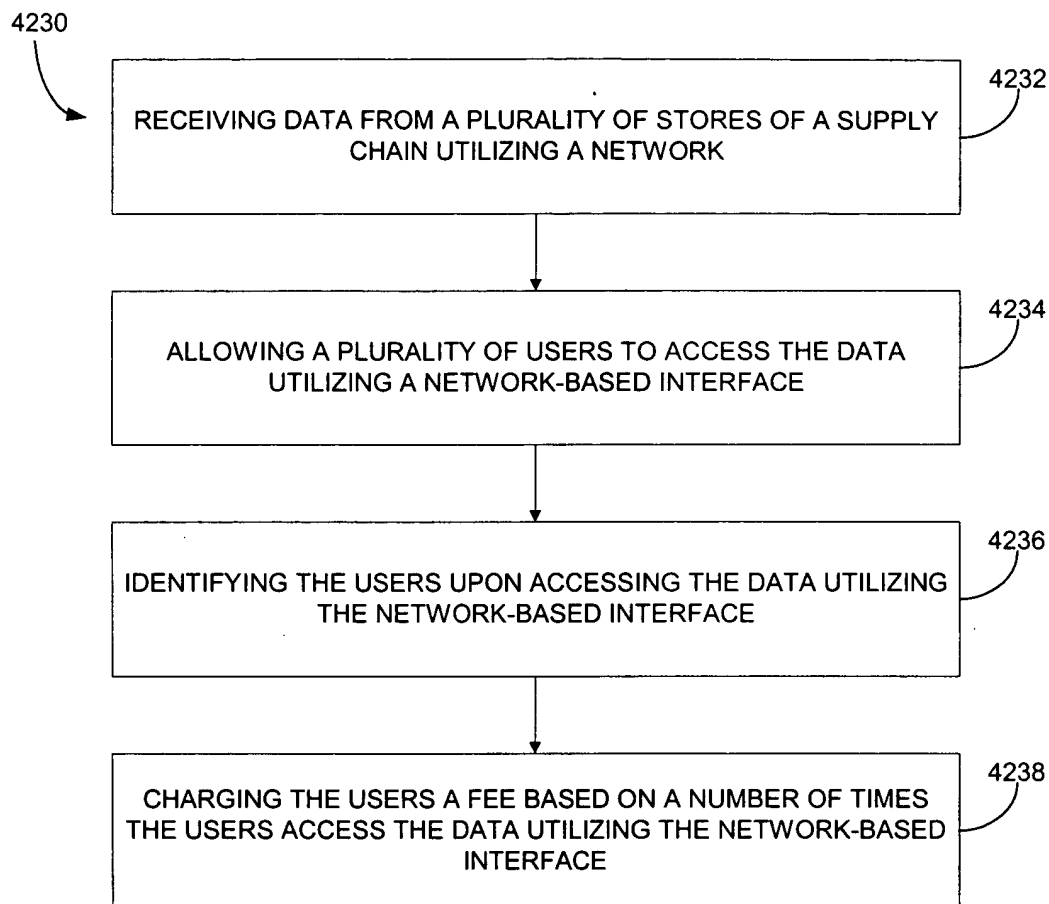 4230
4232
RECEIVING DATA FROM A PLURALITY OF STORES OF A SUPPLY
CHAIN UTILIZING A NETWORK
4234
ALLOWING A PLURALITY OF USERS TO ACCESS THE DATA
UTILIZING A NETWORK-BASED INTERFACE
4236
IDENTIFYING THE USERS UPON ACCESSING THE DATA UTILIZING
THE NETWORK-BASED INTERFACE
4238
CHARGING THE USERS A FEE BASED ON A NUMBER OF TIMES
THE USERS ACCESS THE DATA UTILIZING THE NETWORK-BASED
INTERFACE